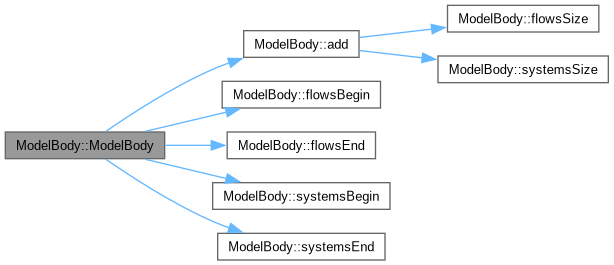 ModelBody::ModelBody
ModelBody::add
ModelBody::flowsSize
ModelBody::systemsSize
ModelBody::flowsBegin
ModelBody::flowsEnd
ModelBody::systemsBegin
ModelBody::systemsEnd